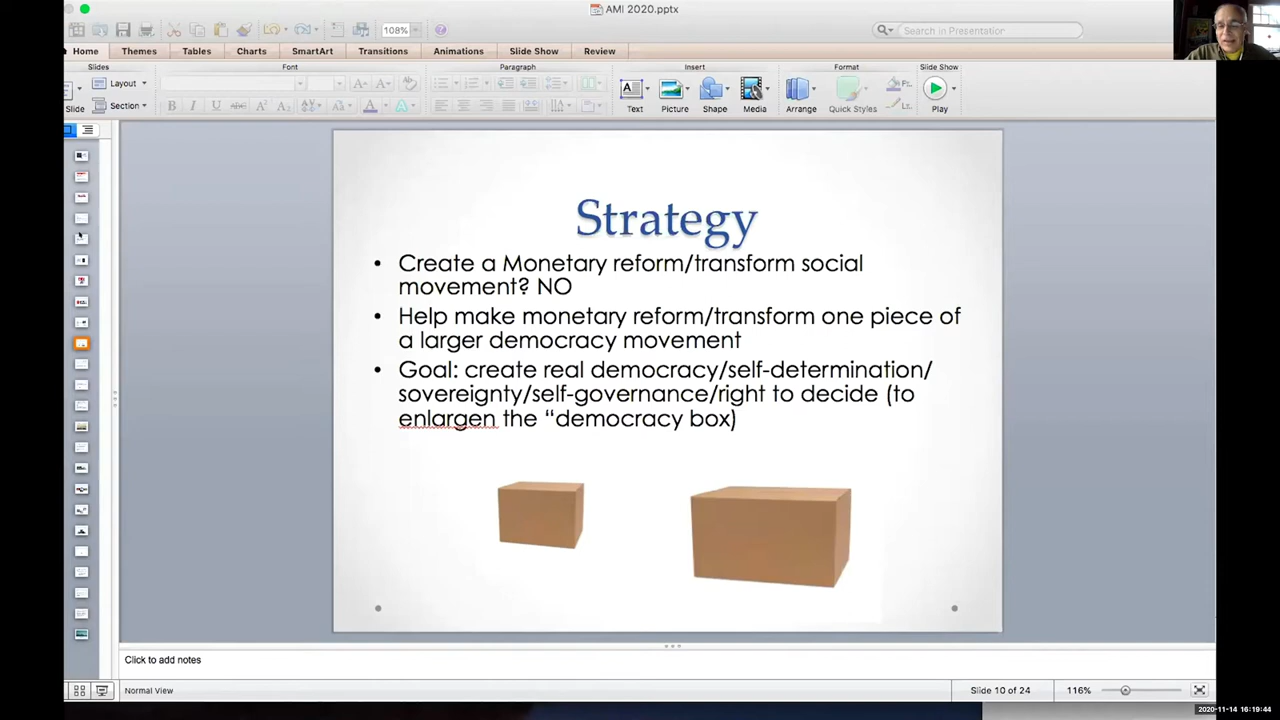 AMI 2020.pptx
108%
Search in Presentation
Home Themes Tables Charts SmartArt Transitions Animations Slide Show Review
Slides Font Paragraph Insert Format Slide Show
Layout
Slide Section
Text Picture Shape Media Arrange Quick Styles Play
Strategy
• Create a Monetary reform/transform social
movement? NO
• Help make monetary reform/transform one piece of
a larger democracy movement
• Goal: create real democracy/self-determination/
sovereignty/self-governance/right to decide (to
enlargen the “democracy box)
Click to add notes
Normal View Slide 10 of 24 116%
2020-11-14 16:19:44